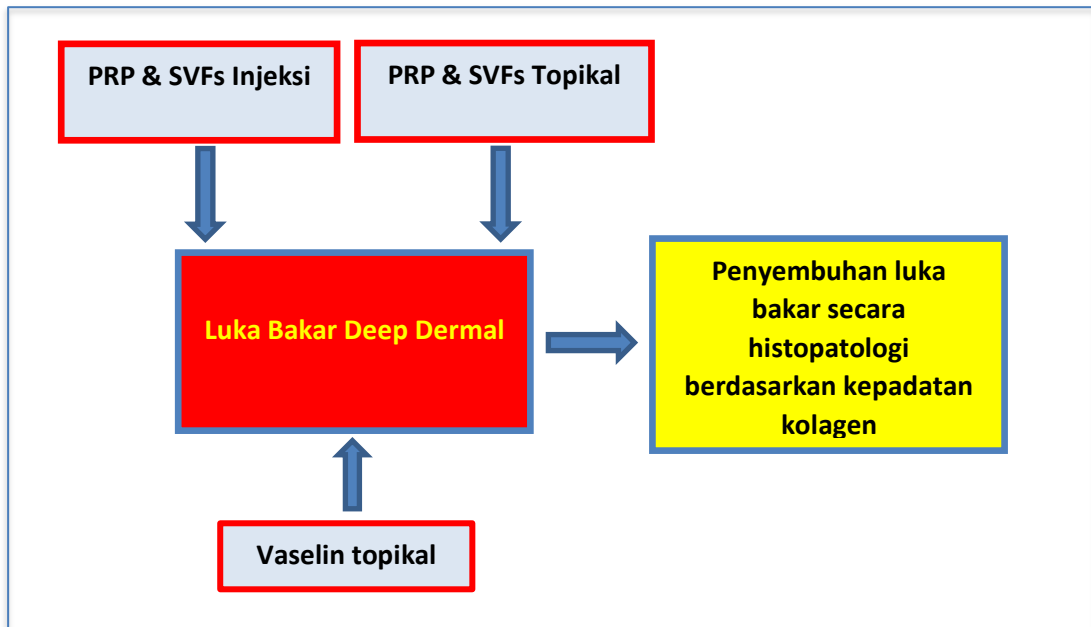 PRP & SVFs Injeksi
PRP & SVFs Topikal
Luka Bakar Deep Dermal
Penyembuhan luka
bakar secara
histopatologi
berdasarkan kepadatan
kolagen
Vaselin topikal